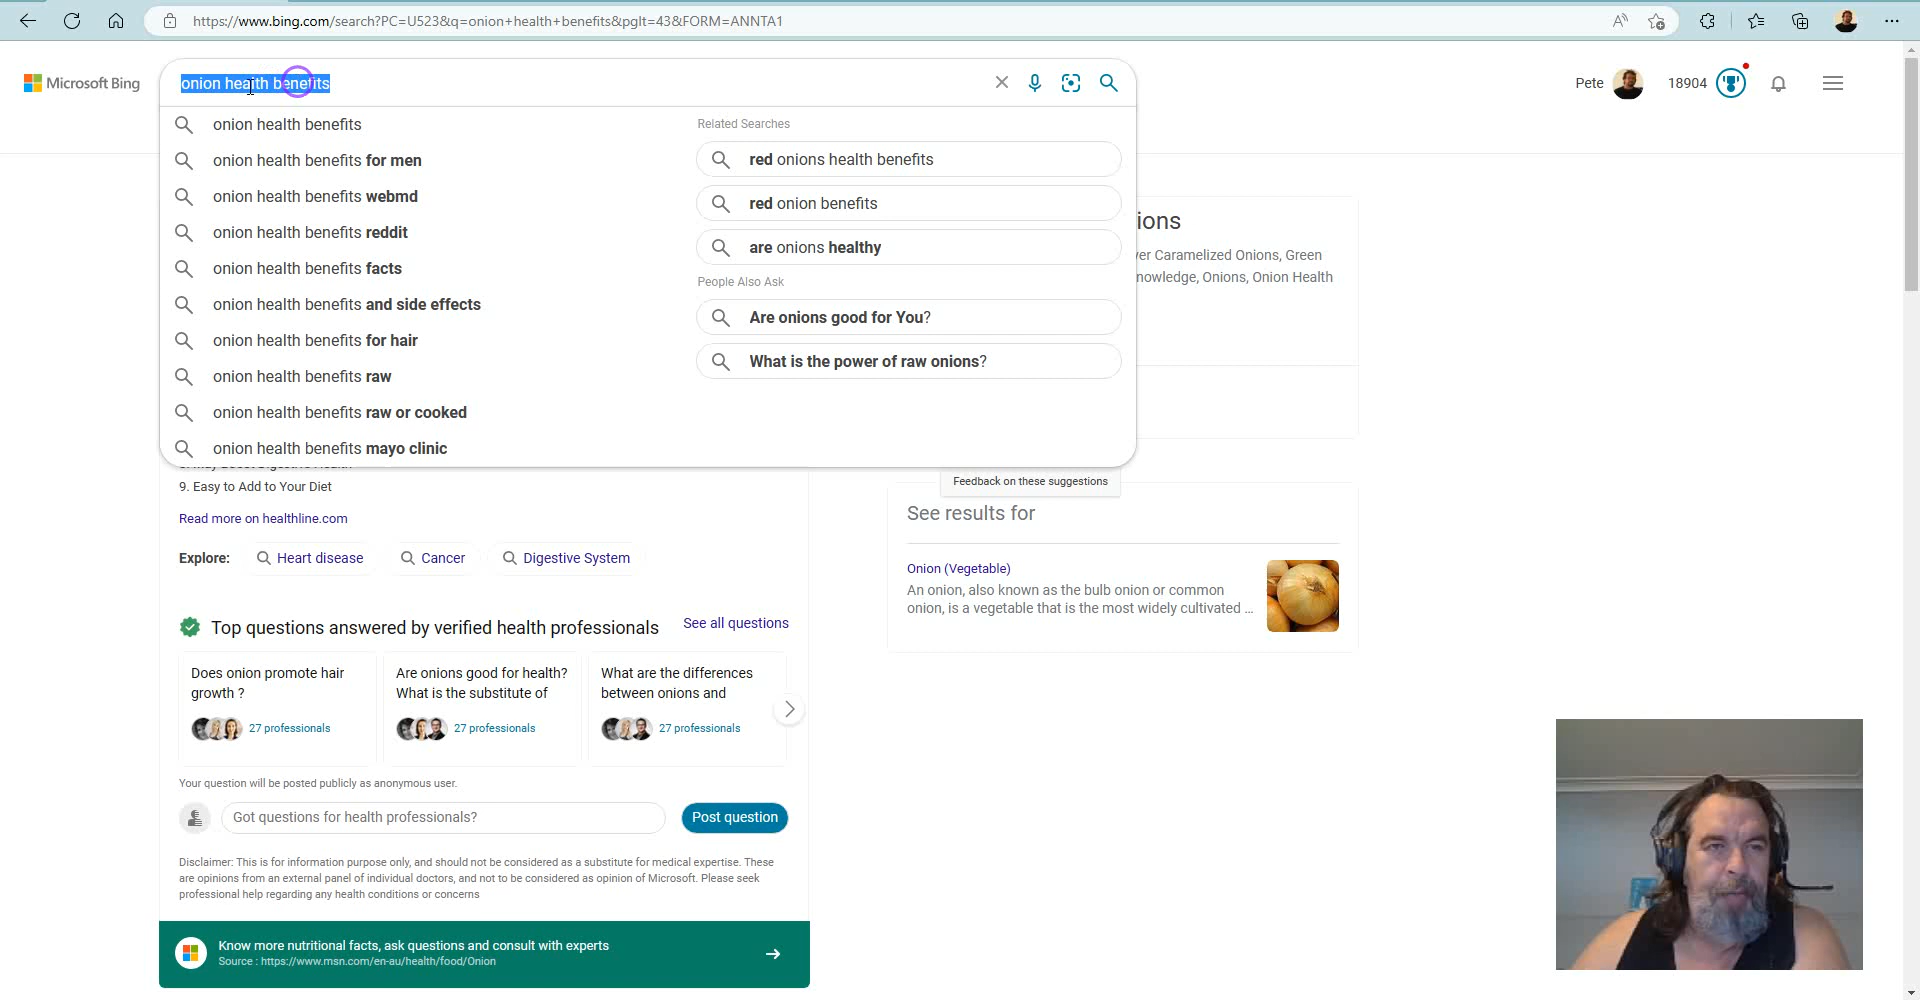 https://www.bing.com/search?PC=U523&q=onion+health+benefits&pglt=43&FORM=ANNTA1
Microsoft Bing
onion health benefits
Pete
18904
onion health benefits
onion health benefits for men
onion health benefits webmd
onion health benefits reddit
onion health benefits facts
onion health benefits and side effects
onion health benefits for hair
onion health benefits raw
onion health benefits raw or cooked
onion health benefits mayo clinic
Related Searches
red onions health benefits
red onion benefits
are onions healthy
People Also Ask
Are onions good for You?
What is the power of raw onions?
Feedback on these suggestions
ions
er Caramelized Onions, Green
nowledge, Onions, Onion Health
9. Easy to Add to Your Diet
Read more on healthline.com
Explore:
Heart disease
Cancer
Digestive System
Top questions answered by verified health professionals
See all questions
Does onion promote hair
growth ?
27 professionals
Are onions good for health?
What is the substitute of
27 professionals
What are the differences
between onions and
27 professionals
Your question will be posted publicly as anonymous user.
Got questions for health professionals?
Post question
Disclaimer: This is for information purpose only, and should not be considered as a substitute for medical expertise. These
are opinions from an external panel of individual doctors, and not to be considered as opinion of Microsoft. Please seek
professional help regarding any health conditions or concerns
Know more nutritional facts, ask questions and consult with experts
Source : https://www.msn.com/en-au/health/food/Onion
See results for
Onion (Vegetable)
An onion, also known as the bulb onion or common
onion, is a vegetable that is the most widely cultivated ...